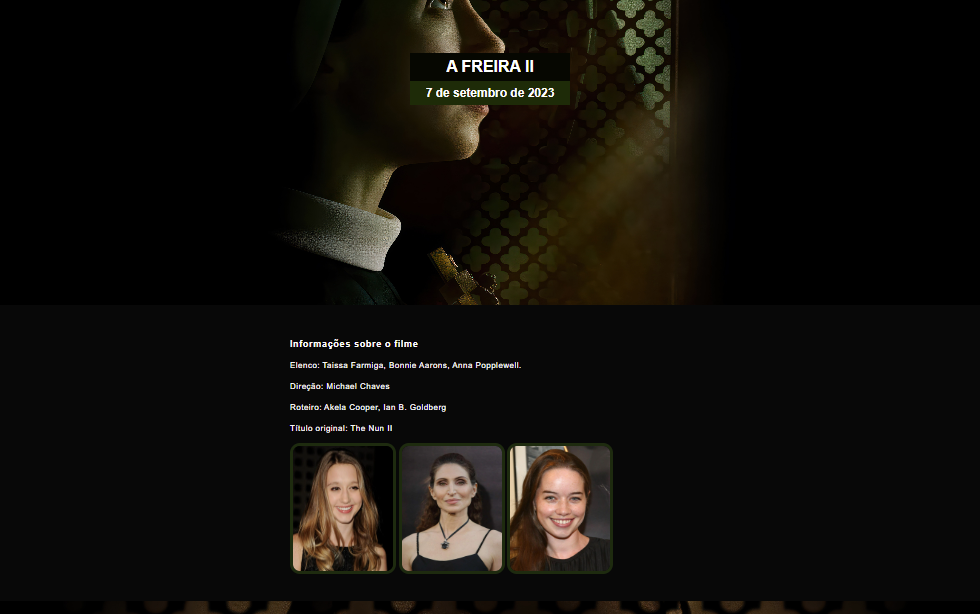 A FREIRA II
7 de setembro de 2023
Informações sobre o filme
Elenco: Taissa Farmiga, Bonnie Aarons, Anna Popplewell.
Direção: Michael Chaves
Roteiro: Akela Cooper, Ian B. Goldberg
Título original: The Nun II